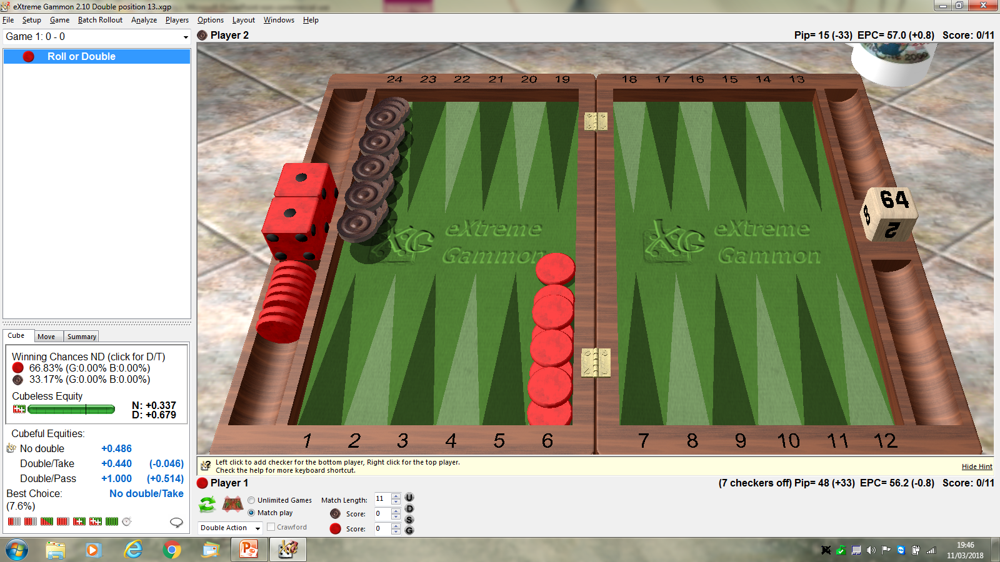 eXtreme Gammon 2.10 Double position 13..xgp
File Setup Game Batch Rollout Analyze Players Options Layout Windows Help
Game 1: 0 - 0
Player 2
Pip= 15 (-33) EPC= 57.0 (+0.8) Score: 0/11
Roll or Double
24 23 22 21 20 19 18 17 16 15 14 13
64
8
2
eXtreme Gammon
eXtreme Gammon
1 2 3 4 5 6 7 8 9 10 11 12
Cube Move Summary
Winning Chances ND (click for D/T)
66.83% (G:0.00% B:0.00%)
33.17% (G:0.00% B:0.00%)
Cubeless Equity
N: +0.337
D: +0.679
Cubeful Equities:
No double +0.486
Double/Take +0.440 (-0.046)
Double/Pass +1.000 (+0.514)
Best Choice: No double/Take
(7.6%)
Left click to add checker for the bottom player, Right click for the top player.
Check the help for more keyboard shortcut.
Hide Hint
Player 1
(7 checkers off) Pip= 48 (+33) EPC= 56.2 (-0.8) Score: 0/11
Unlimited Games
Match play
Double Action
Crawford
Match Length: 11
Score: 0
Score: 0
U
D
S
G
19:46
11/03/2018